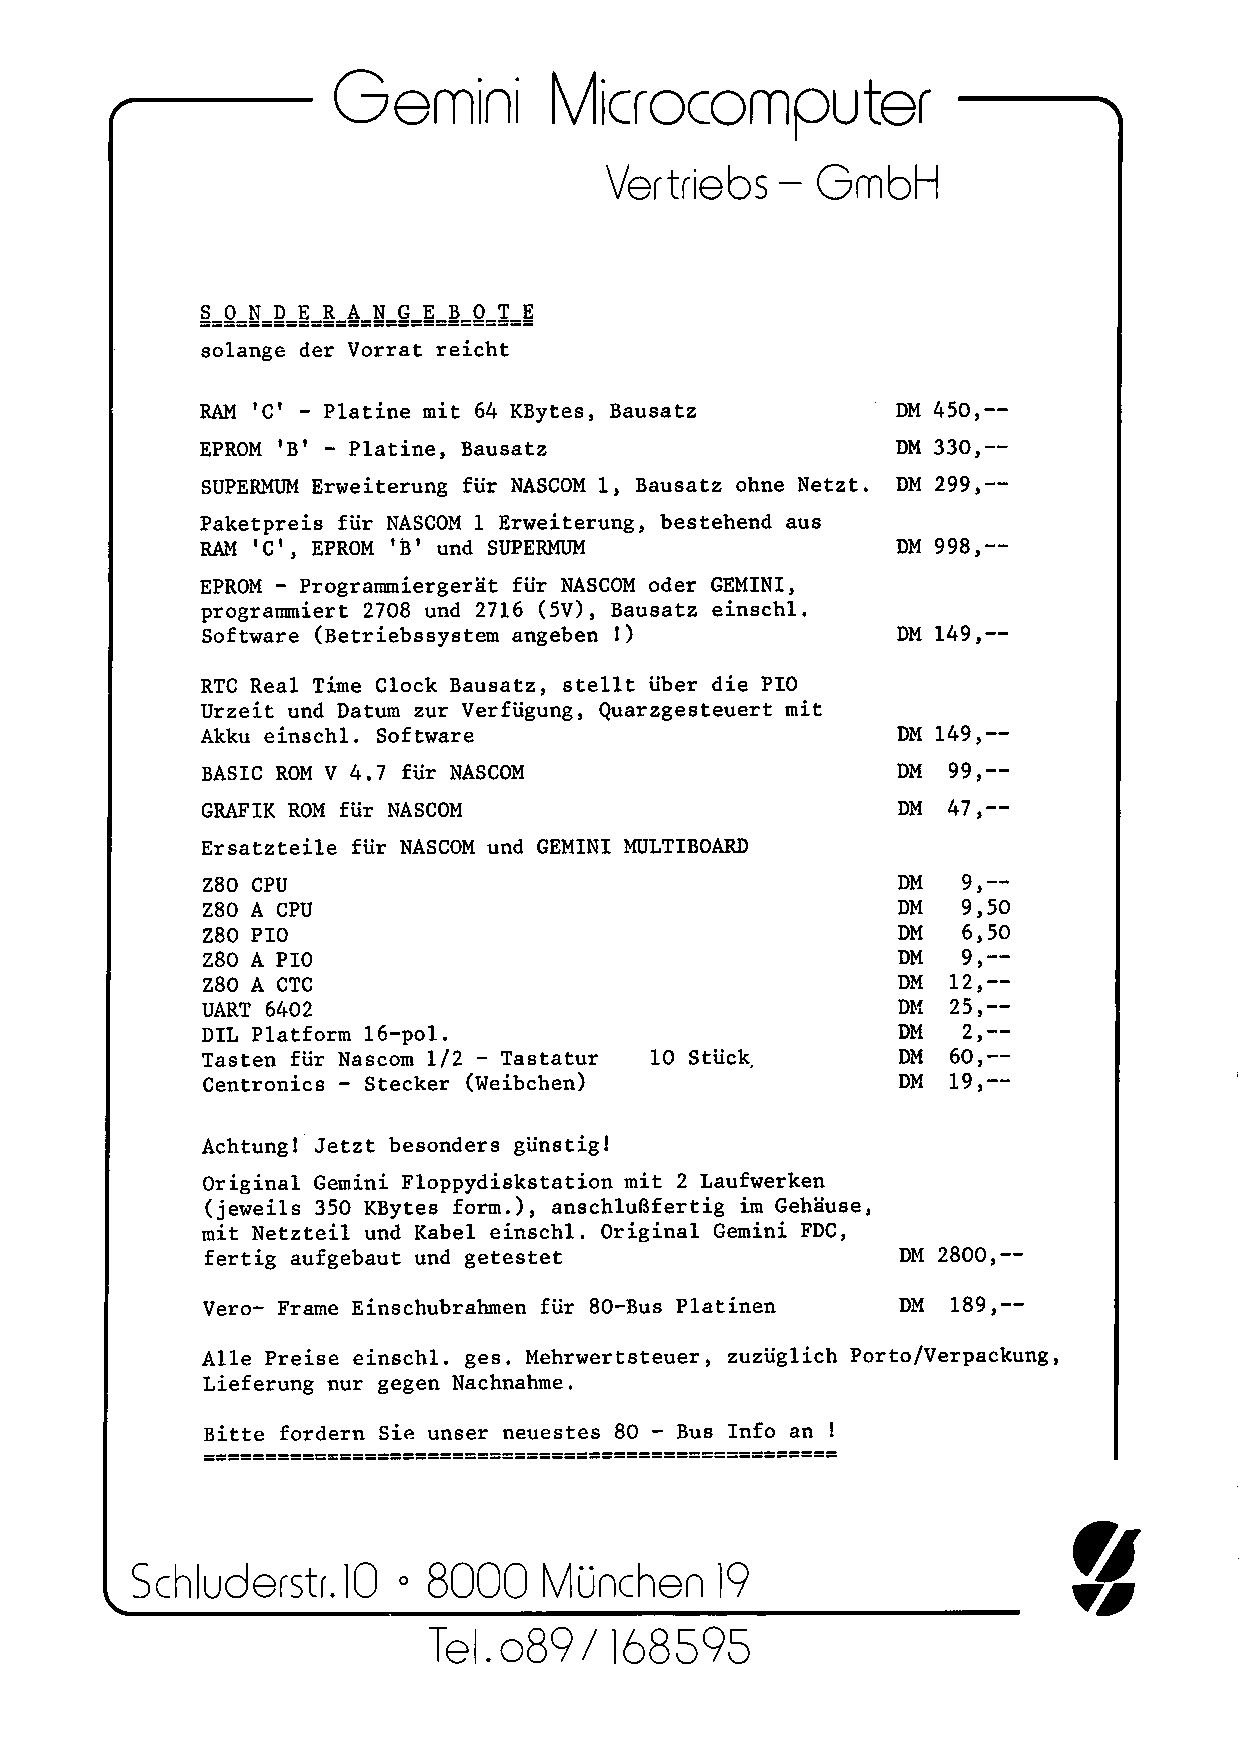 Gemini Microcomputer
Vertriebs – GmbH
S O N D E R A N G E B O T E
solange der Vorrat reicht
RAM 'C' - Platine mit 64 KBytes, Bausatz DM 450,--
EPROM 'B' - Platine, Bausatz DM 330,--
SUPERMUM Erweiterung für NASCOM 1, Bausatz ohne Netzt. DM 299,--
Paketpreis für NASCOM 1 Erweiterung, bestehend aus
RAM 'C', EPROM 'B' und SUPERMUM DM 998,--
EPROM - Programmiergerät für NASCOM oder GEMINI,
programmiert 2708 und 2716 (5V), Bausatz einschl.
Software (Betriebssystem angeben !) DM 149,--
RTC Real Time Clock Bausatz, stellt über die PIO
Urzeit und Datum zur Verfügung, Quarzgesteuert mit
Akku einschl. Software DM 149,--
BASIC ROM V 4.7 für NASCOM DM 99,--
GRAFIK ROM für NASCOM DM 47,--
Ersatzteile für NASCOM und GEMINI MULTIBOARD
Z80 CPU DM 9,--
Z80 A CPU DM 9,50
Z80 PIO DM 6,50
Z80 A PIO DM 9,--
Z80 A CTC DM 12,--
UART 6402 DM 25,--
DIL Platform 16-pol. DM 2,--
Tasten für Nascom 1/2 - Tastatur 10 Stück DM 60,--
Centronics - Stecker (Weibchen) DM 19,--
Achtung! Jetzt besonders günstig!
Original Gemini Floppydiskstation mit 2 Laufwerken
(jeweils 350 KBytes form.), anschlußfertig im Gehäuse,
mit Netzteil und Kabel einschl. Original Gemini FDC,
fertig aufgebaut und getestet DM 2800,--
Vero- Frame Einschubrahmen für 80-Bus Platinen DM 189,--
Alle Preise einschl. ges. Mehrwertsteuer, zuzüglich Porto/Verpackung,
Lieferung nur gegen Nachnahme.
Bitte fordern Sie unser neuestes 80 - Bus Info an !
Schluderstr.10 ∘ 8000 München 19
Tel.089/168595